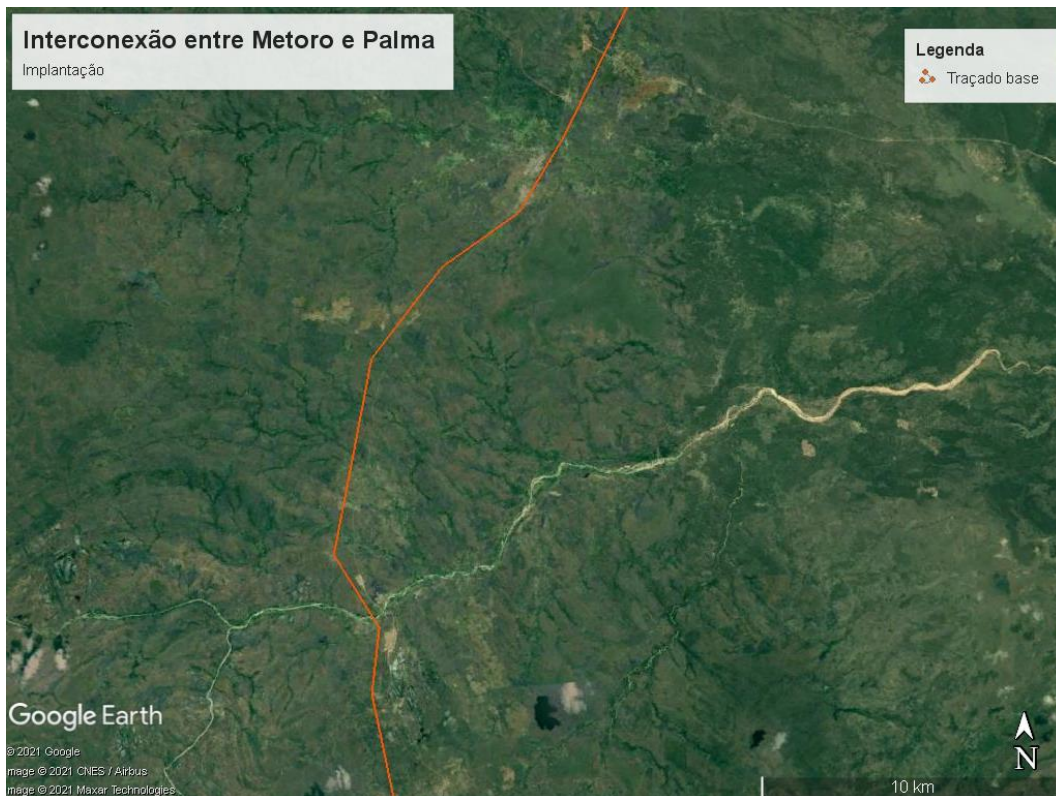 Interconexão entre Metoro e Palma
Implantação
Legenda
Traçado base
Google Earth
© 2021 Google
mage © 2021 CNES / Airbus
mage © 2021 Maxar Technologies
N
10 km